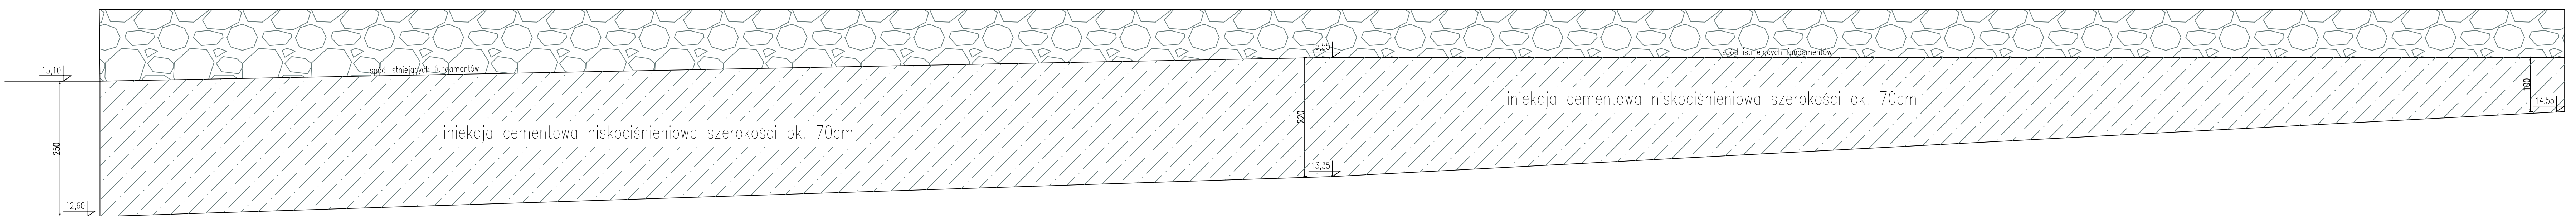 15,55
spód istniejących fundamentów
15,10
spód istniejących fundamentów
100
14,55
iniekcja cementowa niskociśnieniowa szerokości ok. 70cm
220
iniekcja cementowa niskociśnieniowa szerokości ok. 70cm
250
13,35
12,60